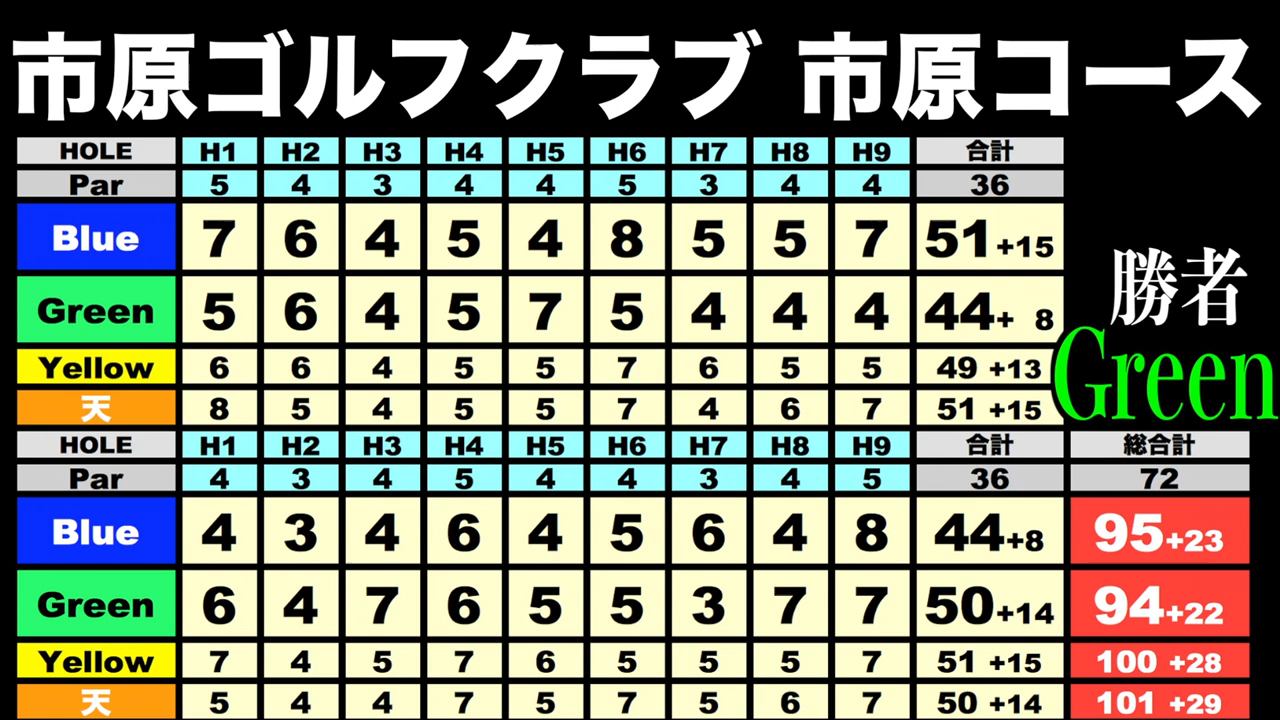 市原ゴルフクラブ 市原コース
HOLE H1 H2 H3 H4 H5 H6 H7 H8 H9 合計
Par 5 4 3 4 4 5 3 4 4 36
Blue 7 6 4 5 4 8 5 5 7 51+15
Green 5 6 4 5 7 5 4 4 4 44+ 8
Yellow 6 6 4 5 5 7 6 5 5 49 +13
天 8 5 4 5 5 7 4 6 7 51 +15
勝者
Green
HOLE H1 H2 H3 H4 H5 H6 H7 H8 H9 合計 総合計
Par 4 3 4 5 4 4 3 4 5 36 72
Blue 4 3 4 6 4 5 6 4 8 44+8 95+23
Green 6 4 7 6 5 5 3 7 7 50+14 94+22
Yellow 7 4 5 7 6 5 5 5 7 51 +15 100 +28
天 5 4 4 7 5 7 5 6 7 50 +14 101 +29